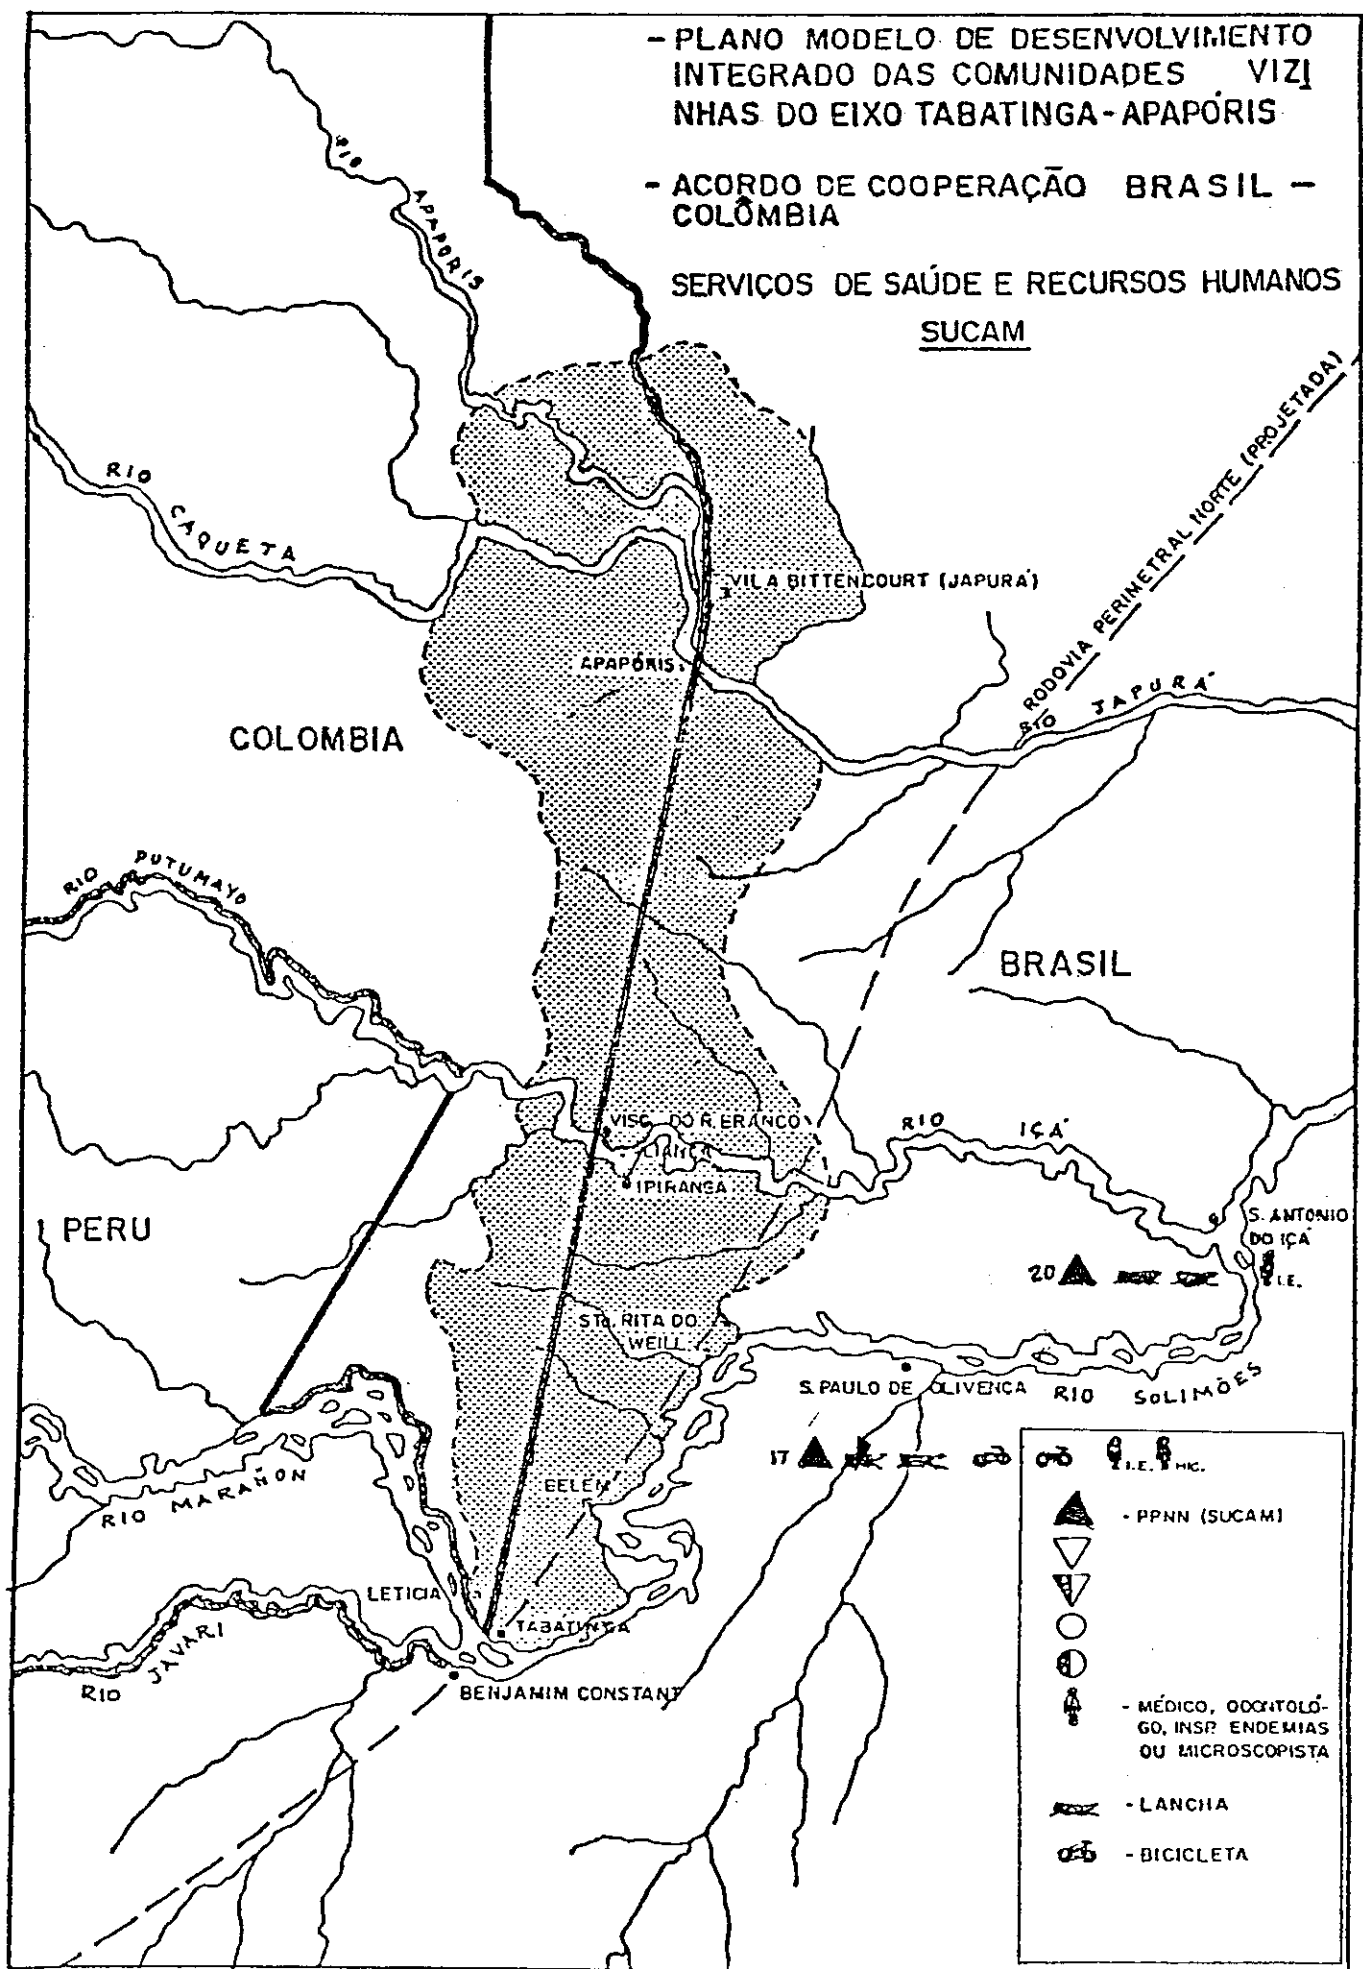 - PLANO MODELO DE DESENVOLVIMENTO
INTEGRADO DAS COMUNIDADES VIZI
NHAS DO EIXO TABATINGA-APAPÓRIS
- ACORDO DE COOPERAÇÃO BRASIL -
COLÔMBIA
SERVIÇOS DE SAÚDE E RECURSOS HUMANOS
SUCAM
RIO APAPORIS
RODOVIA PERIMETRAL NORTE (PROJETADA)
RIO CAQUETA
VILA BITTENCOURT (JAPURÁ)
APAPÓRIS
RIO JAPURÁ
COLOMBIA
RIO PUTUMAYO
BRASIL
VISC. DO R. BRANCO
RIO IÇÁ
IPIRANGA
PERU
S. ANTONIO
DO IÇÁ
20
I.E.
STA. RITA DO
WEILL
S. PAULO DE OLIVENCA
RIO SOLIMÕES
17
I.E.
MIC.
BELEM
RIO MARAÑON
- PPNN (SUCAM)
LETICIA
TABATINGA
RIO JAVARI
BENJAMIM CONSTANT
- MÉDICO, ODONTOLÓ-
GO, INSP. ENDEMIAS
OU MICROSCOPISTA
- LANCHA
- BICICLETA